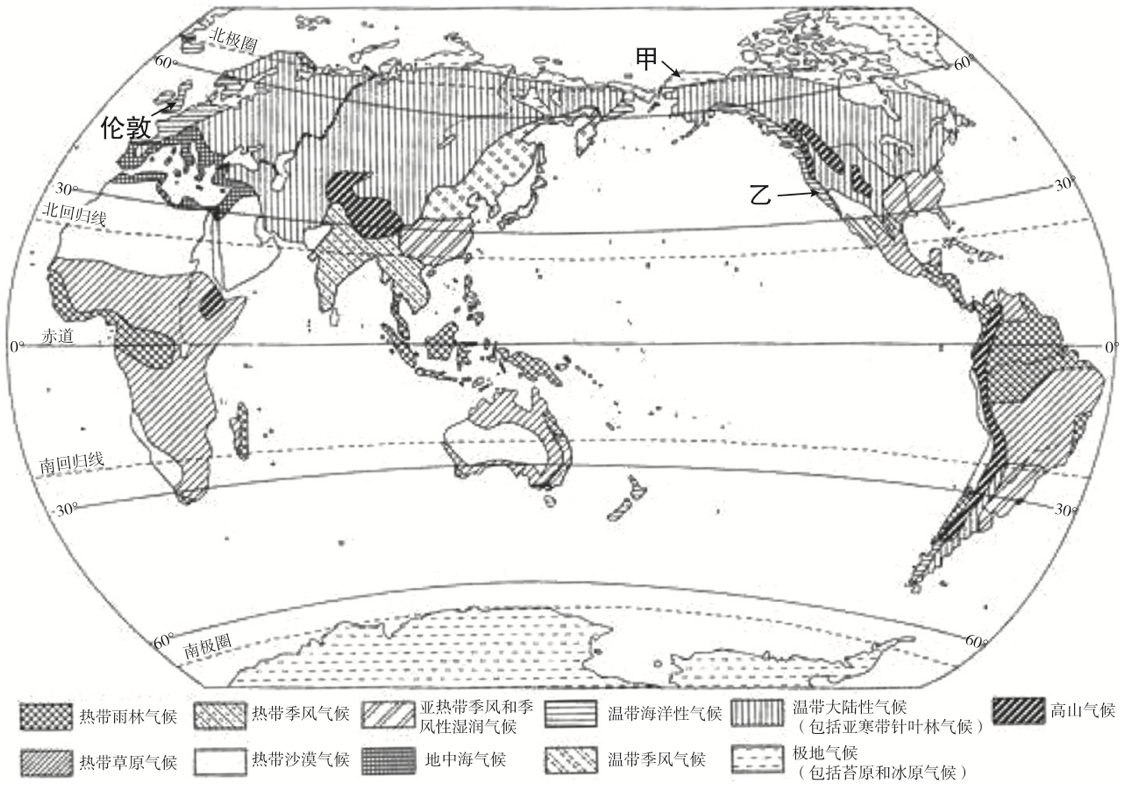 北极圈
60°
甲
60°
伦敦
30°
乙
30°
北回归线
赤道
0°
0°
南回归线
30°
30°
60°
南极圈
60°
热带雨林气候
热带季风气候
亚热带季风和季
风性湿润气候
温带海洋性气候
温带大陆性气候
（包括亚寒带针叶林气候）
高山气候
热带草原气候
热带沙漠气候
地中海气候
温带季风气候
极地气候
（包括苔原和冰原气候）